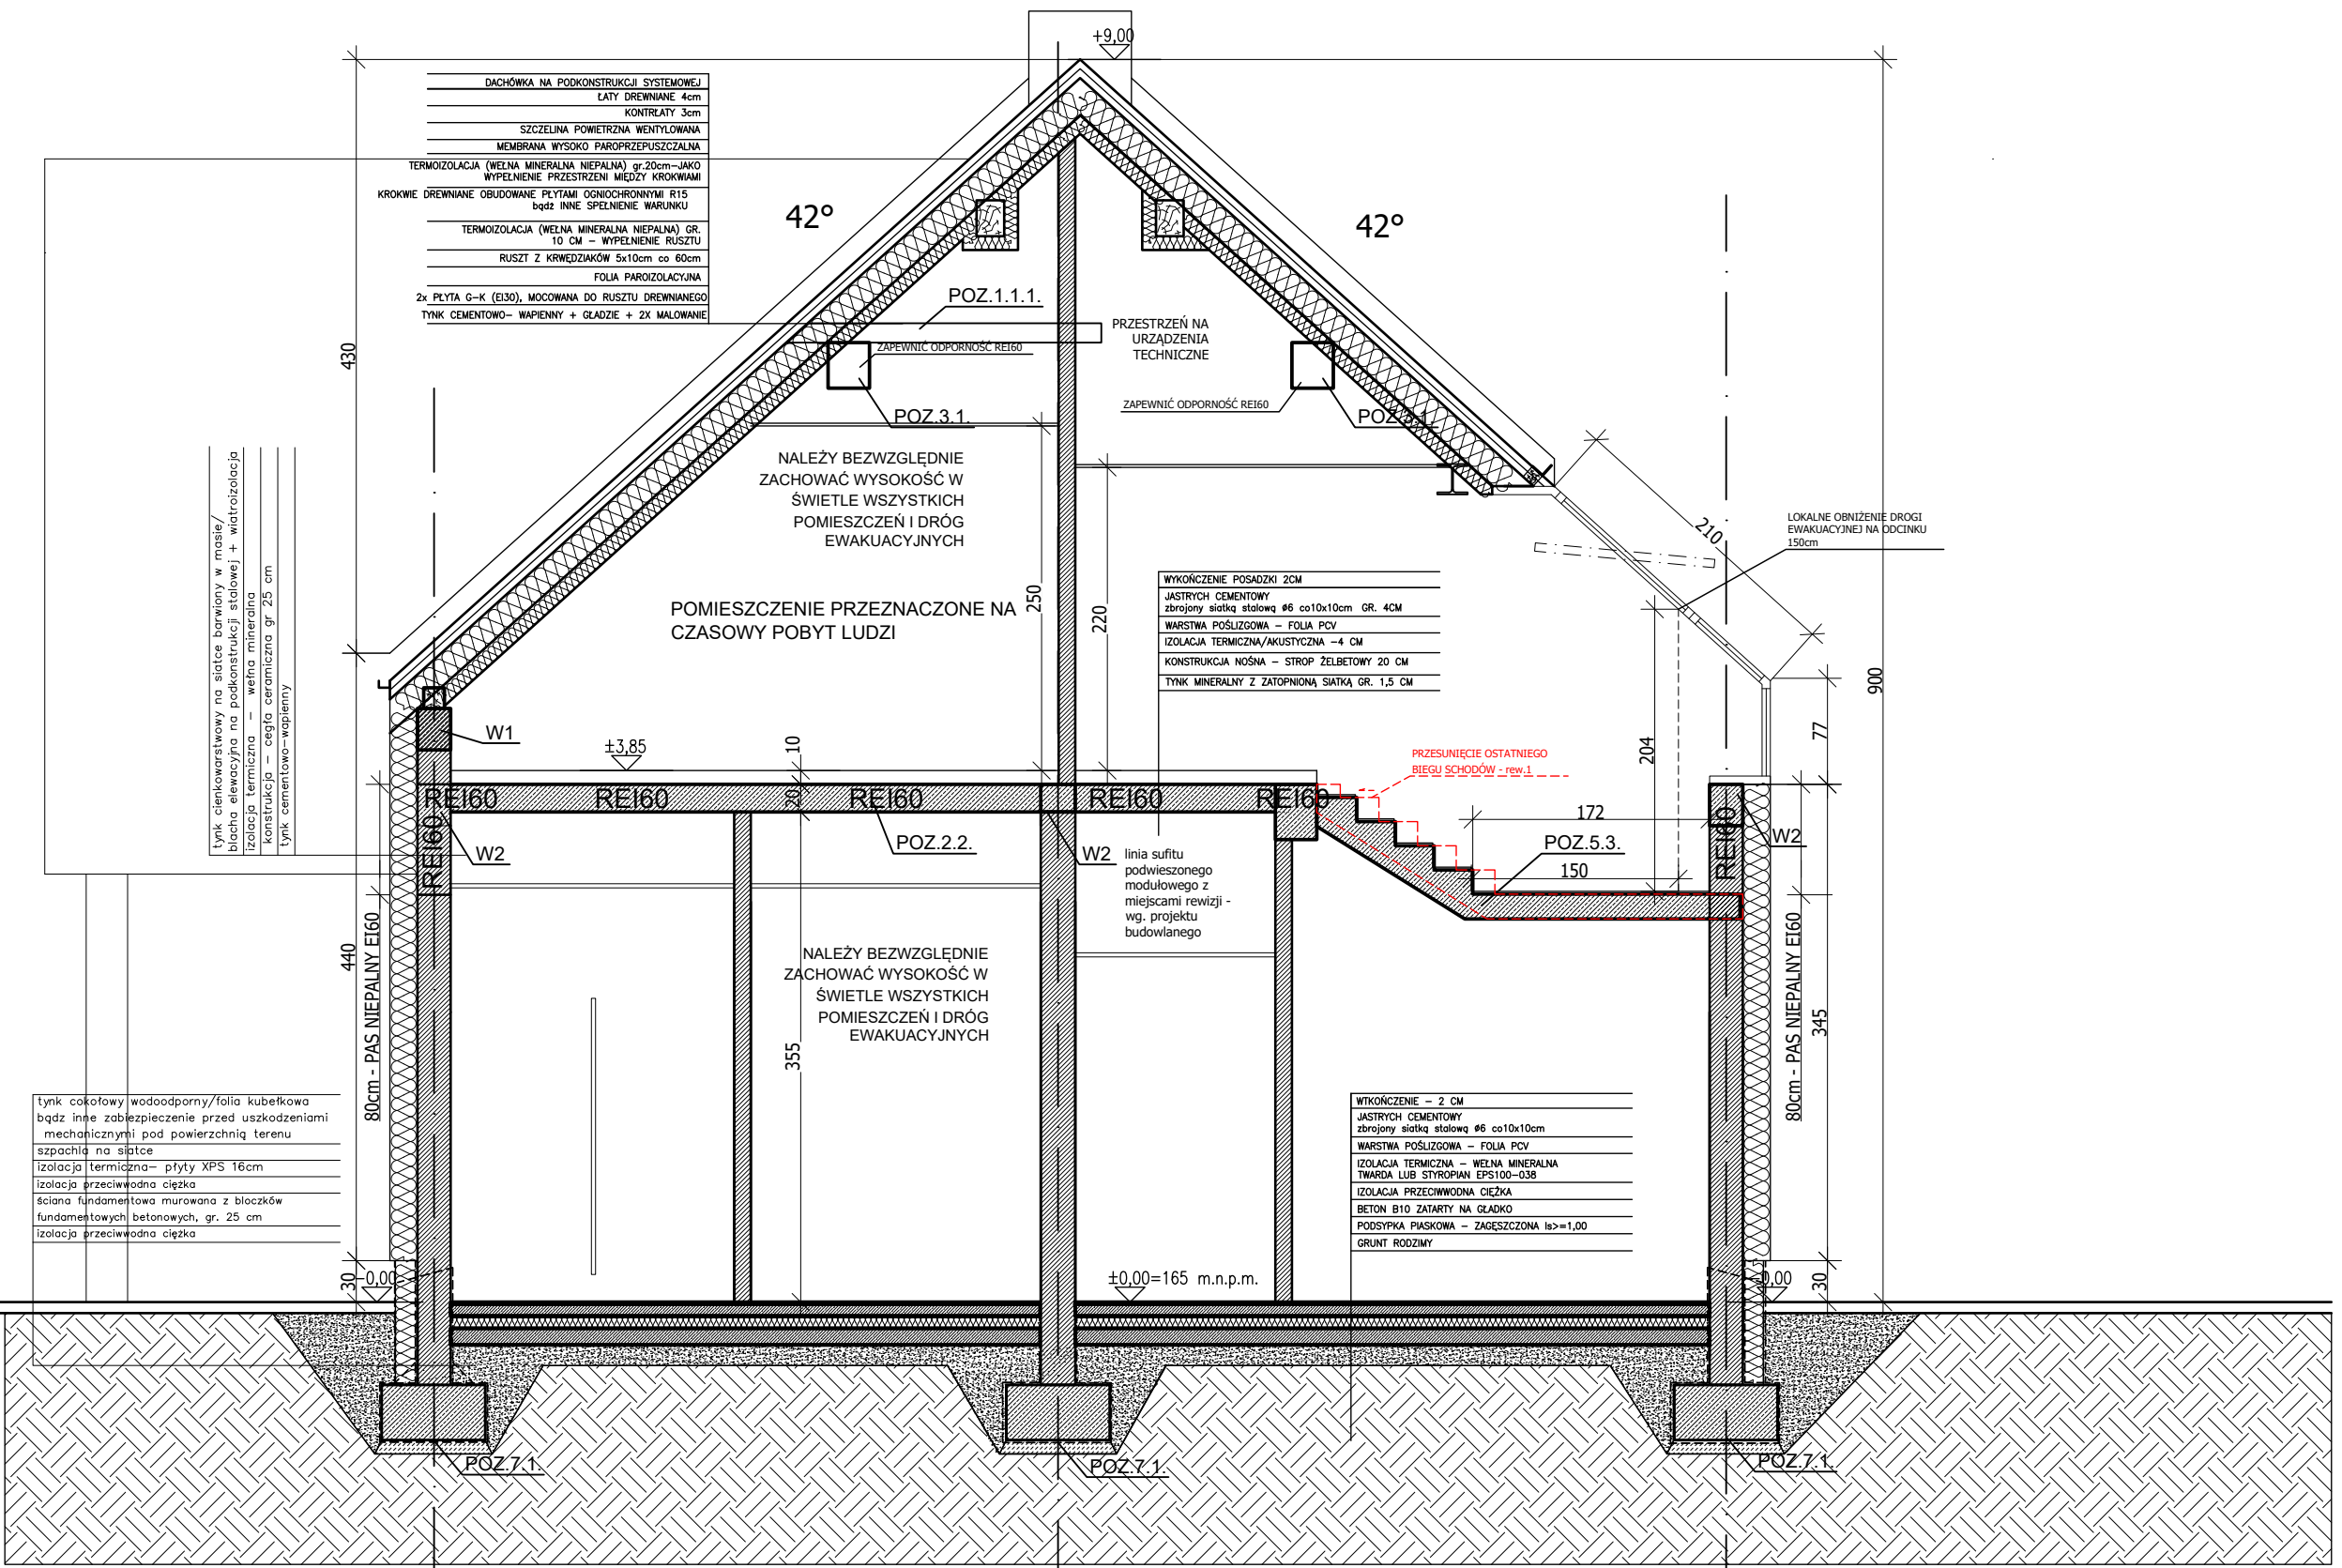 +9,00
DACHÓWKA NA PODKONSTRUKCJI SYSTEMOWEJ
ŁATY DREWNIANE 4cm
KONTRŁATY 3cm
SZCZELINA POWIETRZNA WENTYLOWANA
MEMBRANA WYSOKO PAROPRZEPUSZCZALNA
TERMOIZOLACJA (WEŁNA MINERALNA NIEPALNA) gr.20cm-JAKO
WYPEŁNIENIE PRZESTRZENI MIĘDZY KROKWIAMI
KROKWIE DREWNIANE OBUDOWANE PŁYTAMI OGNIOCHRONNYMI R15
bądź INNE SPEŁNIENIE WARUNKU
TERMOIZOLACJA (WEŁNA MINERALNA NIEPALNA) GR.
10 CM - WYPEŁNIENIE RUSZTU
RUSZT Z KRWĘDZIAKÓW 5x10cm co 60cm
FOLIA PAROIZOLACYJNA
2x PŁYTA G-K (EI30), MOCOWANA DO RUSZTU DREWNIANEGO
TYNK CEMENTOWO- WAPIENNY + GŁADZIE + 2X MALOWANIE
42°
42°
POZ.1.1.1.
PRZESTRZEŃ NA
URZĄDZENIA
TECHNICZNE
ZAPEWNIĆ ODPORNOŚĆ REI60
430
ZAPEWNIĆ ODPORNOŚĆ REI60
POZ.3.1.
POZ.3.1.
NALEŻY BEZWZGLĘDNIE
ZACHOWAĆ WYSOKOŚĆ W
ŚWIETLE WSZYSTKICH
POMIESZCZEŃ I DRÓG
EWAKUACYJNYCH
210
LOKALNE OBNIŻENIE DROGI
EWAKUACYJNEJ NA ODCINKU
150cm
tynk cienkowarstwowy na siatce barwiony w masie/
blacha elewacyjna na podkonstrukcji stalowej + wiatroizolacja
izolacja termiczna - wełna mineralna
konstrukcja - cegła ceramiczna gr 25 cm
tynk cementowo-wapienny
POMIESZCZENIE PRZEZNACZONE NA
CZASOWY POBYT LUDZI
250
220
WYKOŃCZENIE POSADZKI 2CM
JASTRYCH CEMENTOWY
zbrojony siatką stalową ø6 co10x10cm GR. 4CM
WARSTWA POŚLIZGOWA - FOLIA PCV
IZOLACJA TERMICZNA/AKUSTYCZNA -4 CM
KONSTRUKCJA NOŚNA - STROP ŻELBETOWY 20 CM
TYNK MINERALNY Z ZATOPNIONĄ SIATKĄ GR. 1,5 CM
900
77
204
W1
±3,85
10
PRZESUNIĘCIE OSTATNIEGO
BIEGU SCHODÓW - rew.1
REI60
REI60
20
REI60
REI60
REI60
172
REI60
REI60
W2
POZ.2.2.
W2
POZ.5.3.
W2
150
linia sufitu
podwieszonego
modułowego z
miejscami rewizji -
wg. projektu
budowlanego
440
80cm - PAS NIEPALNY EI60
NALEŻY BEZWZGLĘDNIE
ZACHOWAĆ WYSOKOŚĆ W
ŚWIETLE WSZYSTKICH
POMIESZCZEŃ I DRÓG
EWAKUACYJNYCH
355
80cm - PAS NIEPALNY EI60
345
tynk cokołowy wodoodporny/folia kubełkowa
bądz inne zabiezpieczenie przed uszkodzeniami
mechanicznymi pod powierzchnią terenu
szpachla na siatce
izolacja termiczna- płyty XPS 16cm
izolacja przeciwwodna ciężka
ściana fundamentowa murowana z bloczków
fundamentowych betonowych, gr. 25 cm
izolacja przeciwwodna ciężka
WTKOŃCZENIE - 2 CM
JASTRYCH CEMENTOWY
zbrojony siatką stalową ø6 co10x10cm
WARSTWA POŚLIZGOWA - FOLIA PCV
IZOLACJA TERMICZNA - WEŁNA MINERALNA
TWARDA LUB STYROPIAN EPS100-038
IZOLACJA PRZECIWWODNA CIĘŻKA
BETON B10 ZATARTY NA GŁADKO
PODSYPKA PIASKOWA - ZAGĘSZCZONA Is>=1,00
GRUNT RODZIMY
30
-0,00
±0,00=165 m.n.p.m.
-0,00
30
POZ.7.1.
POZ.7.1.
POZ.7.1.